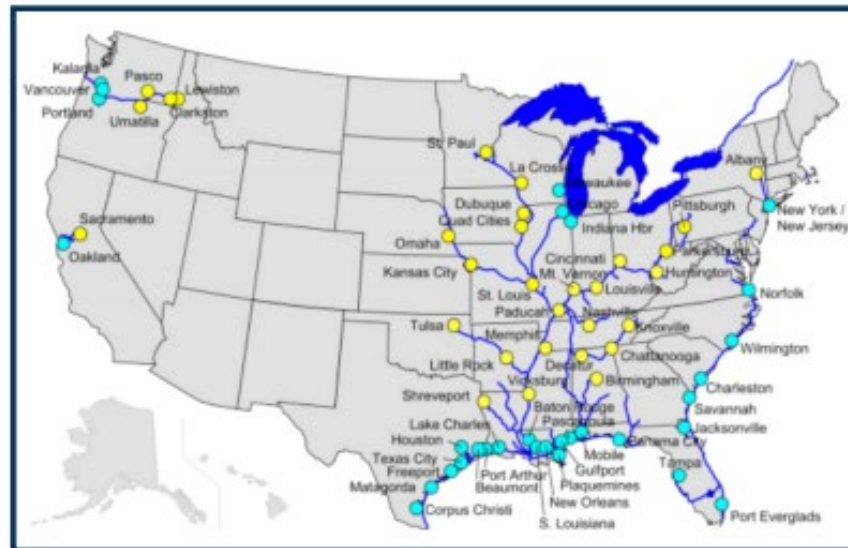 Kalama
Vancouver
Portland
Pasco
Umatilla
Lewiston
Clarkston
Sacramento
Oakland
St. Paul
La Crosse
Dubuque
Quad Cities
Omaha
Kansas City
St. Louis
Paducah
Tulsa
Memphis
Little Rock
Vicksburg
Shreveport
Milwaukee
Chicago
Indiana Hbr
Cincinnati
Mt. Vernon
Louisville
Nashville
Decatur
Birmingham
Chattanooga
Knoxville
Huntington
Parkersburg
Pittsburgh
Albany
New York /
New Jersey
Norfolk
Wilmington
Charleston
Savannah
Jacksonville
Tampa
Port Everglads
Panama City
Lake Charles
Baton Rouge
Pascagoula
Houston
Texas City
Freeport
Matagorda
Corpus Christi
Port Arthur
Beaumont
Mobile
Gulfport
Plaquemines
New Orleans
S. Louisiana